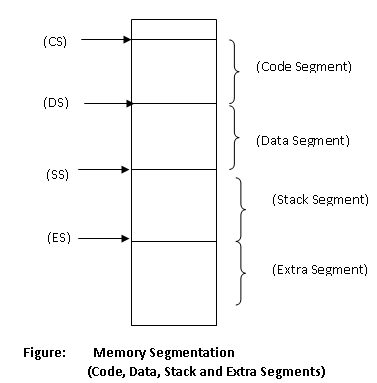 (CS)
(Code Segment)
(DS)
(Data Segment)
(SS)
(Stack Segment)
(ES)
(Extra Segment)
Figure: Memory Segmentation
(Code, Data, Stack and Extra Segments)